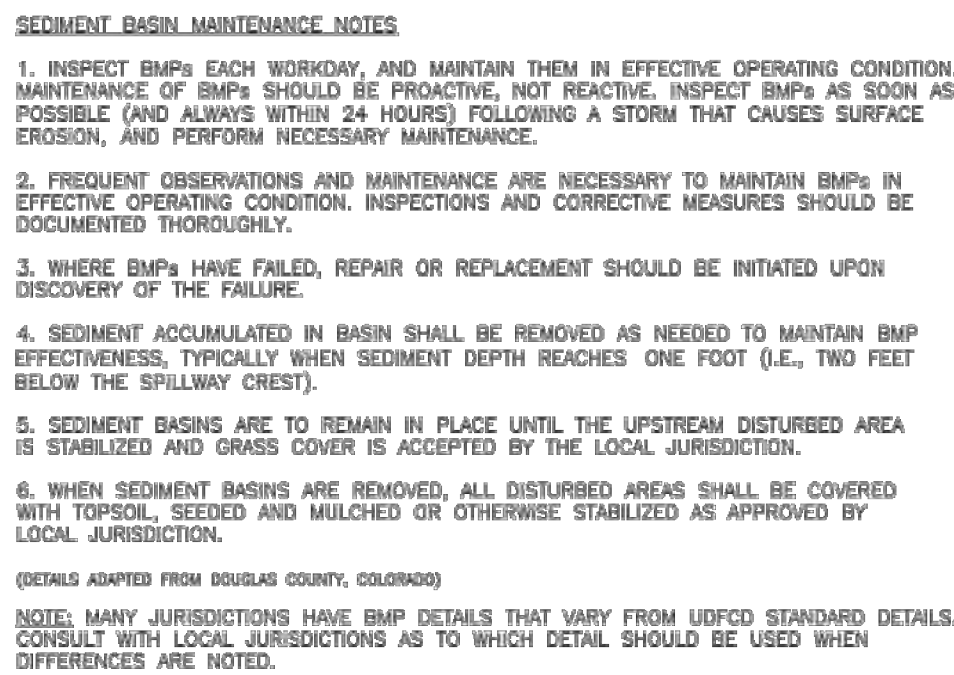 SEDIMENT BASIN MAINTENANCE NOTES
1. INSPECT BMPs EACH WORKDAY, AND MAINTAIN THEM IN EFFECTIVE OPERATING CONDITION.
MAINTENANCE OF BMPs SHOULD BE PROACTIVE, NOT REACTIVE. INSPECT BMPs AS SOON AS
POSSIBLE (AND ALWAYS WITHIN 24 HOURS) FOLLOWING A STORM THAT CAUSES SURFACE
EROSION, AND PERFORM NECESSARY MAINTENANCE.
2. FREQUENT OBSERVATIONS AND MAINTENANCE ARE NECESSARY TO MAINTAIN BMPs IN
EFFECTIVE OPERATING CONDITION. INSPECTIONS AND CORRECTIVE MEASURES SHOULD BE
DOCUMENTED THOROUGHLY.
3. WHERE BMPs HAVE FAILED, REPAIR OR REPLACEMENT SHOULD BE INITIATED UPON
DISCOVERY OF THE FAILURE.
4. SEDIMENT ACCUMULATED IN BASIN SHALL BE REMOVED AS NEEDED TO MAINTAIN BMP
EFFECTIVENESS, TYPICALLY WHEN SEDIMENT DEPTH REACHES ONE FOOT (I.E., TWO FEET
BELOW THE SPILLWAY CREST).
5. SEDIMENT BASINS ARE TO REMAIN IN PLACE UNTIL THE UPSTREAM DISTURBED AREA
IS STABILIZED AND GRASS COVER IS ACCEPTED BY THE LOCAL JURISDICTION.
6. WHEN SEDIMENT BASINS ARE REMOVED, ALL DISTURBED AREAS SHALL BE COVERED
WITH TOPSOIL, SEEDED AND MULCHED OR OTHERWISE STABILIZED AS APPROVED BY
LOCAL JURISDICTION.
(DETAILS ADAPTED FROM DOUGLAS COUNTY, COLORADO)
NOTE: MANY JURISDICTIONS HAVE BMP DETAILS THAT VARY FROM UDFCD STANDARD DETAILS.
CONSULT WITH LOCAL JURISDICTIONS AS TO WHICH DETAIL SHOULD BE USED WHEN
DIFFERENCES ARE NOTED.